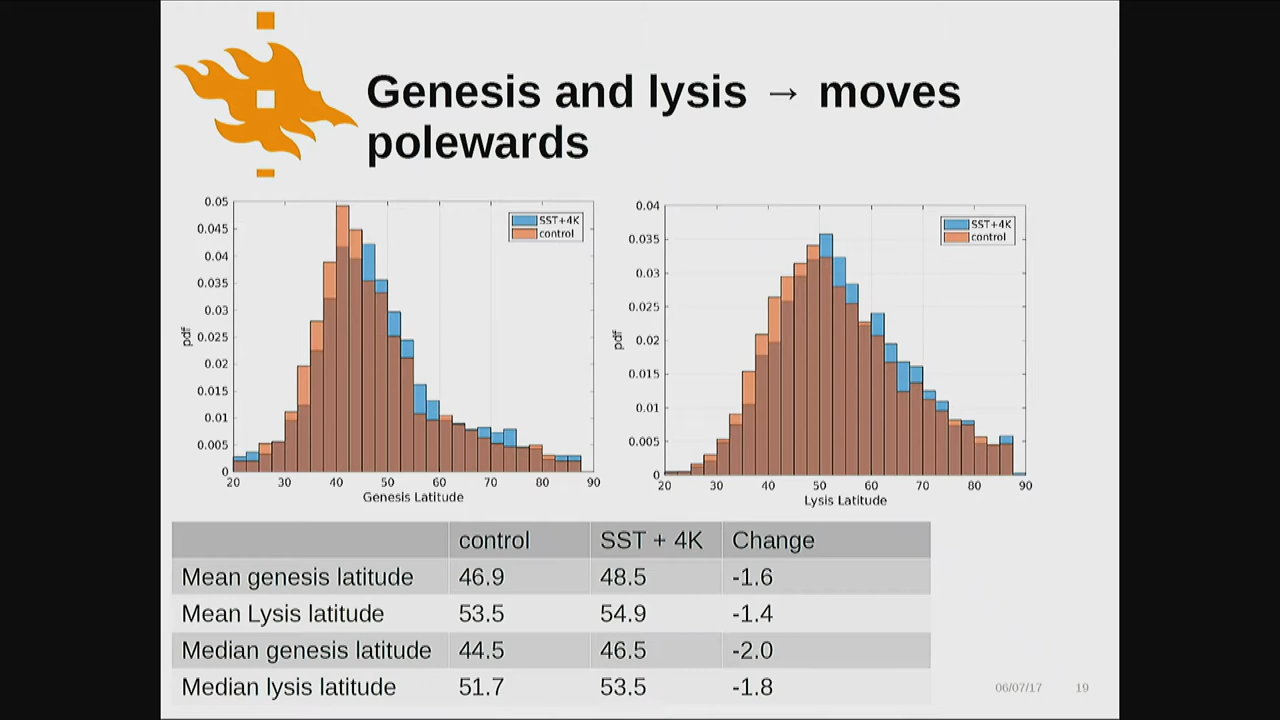 Genesis and lysis → moves
polewards
0.05
0.045
0.04
0.035
0.03
0.025
0.02
0.015
0.01
0.005
0
pdf
20 30 40 50 60 70 80 90
Genesis Latitude
SST+4K
control
0.04
0.035
0.03
0.025
0.02
0.015
0.01
0.005
0
pdf
20 30 40 50 60 70 80 90
Lysis Latitude
SST+4K
control
control SST + 4K Change
Mean genesis latitude 46.9 48.5 -1.6
Mean Lysis latitude 53.5 54.9 -1.4
Median genesis latitude 44.5 46.5 -2.0
Median lysis latitude 51.7 53.5 -1.8
06/07/17 19